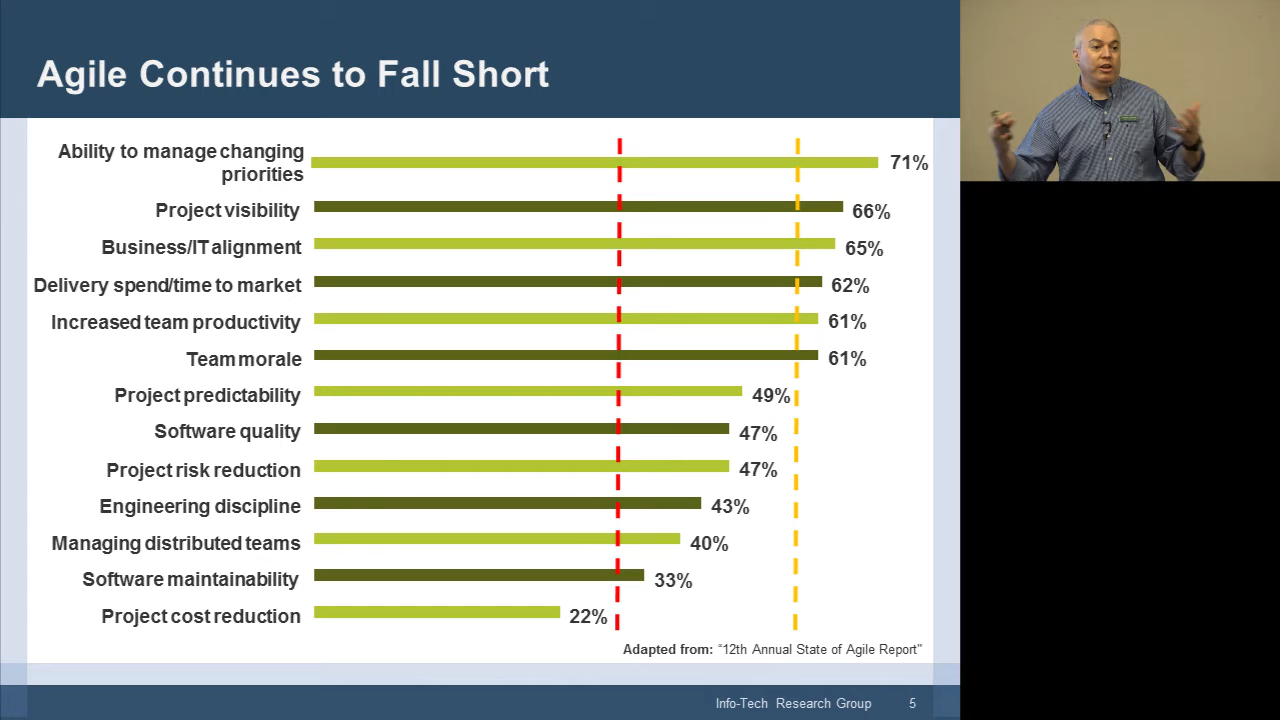 Agile Continues to Fall Short
Ability to manage changing
priorities
71%
Project visibility
66%
Business/IT alignment
65%
Delivery spend/time to market
62%
Increased team productivity
61%
Team morale
61%
Project predictability
49%
Software quality
47%
Project risk reduction
47%
Engineering discipline
43%
Managing distributed teams
40%
Software maintainability
33%
Project cost reduction
22%
Adapted from: “12th Annual State of Agile Report"
Info-Tech Research Group 5